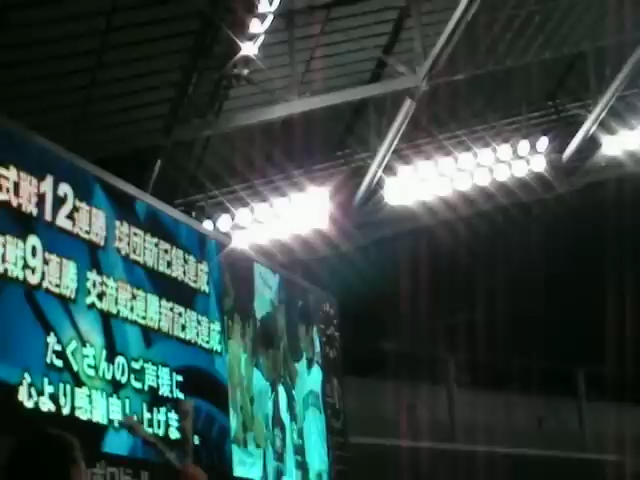 式戦12連勝 球団新記録達成
戦9連勝 交流戦連勝新記録達成
たくさんのご声援に
心より感謝申し上げます。